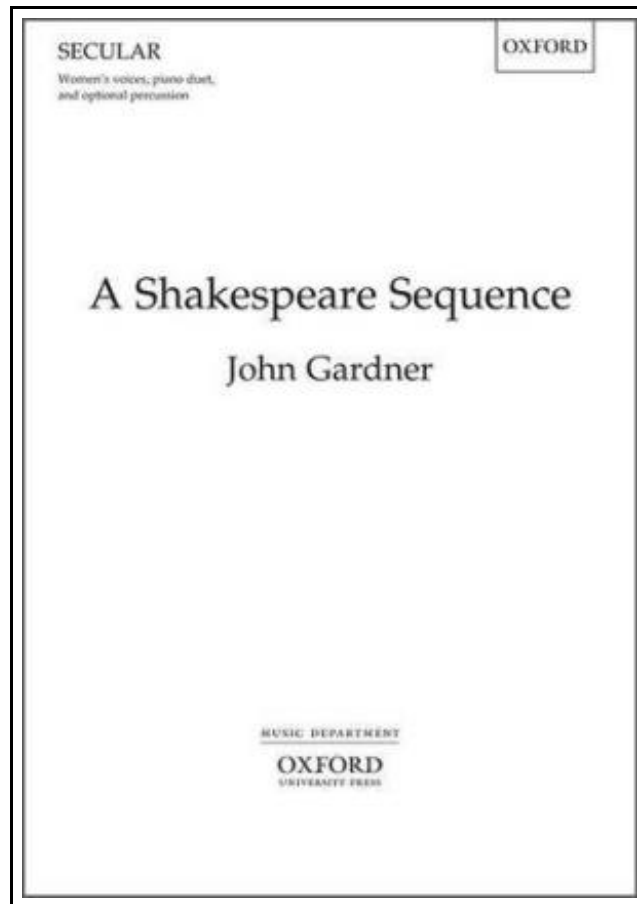 SECULAR
OXFORD
Women's voices, piano duet,
and optional percussion
A Shakespeare Sequence
John Gardner
MUSIC DEPARTMENT
OXFORD
UNIVERSITY PRESS